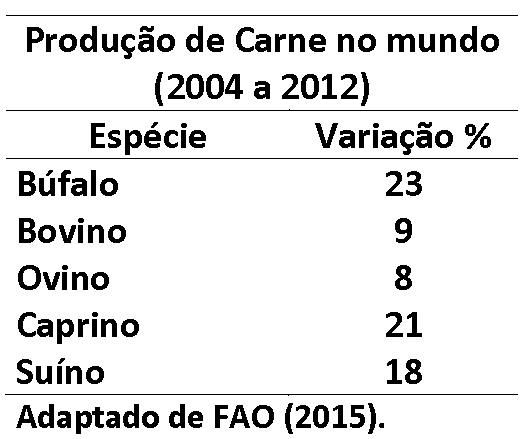 Produção de Carne no mundo
(2004 a 2012)
Espécie Variação %
Búfalo 23
Bovino 9
Ovino 8
Caprino 21
Suíno 18
Adaptado de FAO (2015).